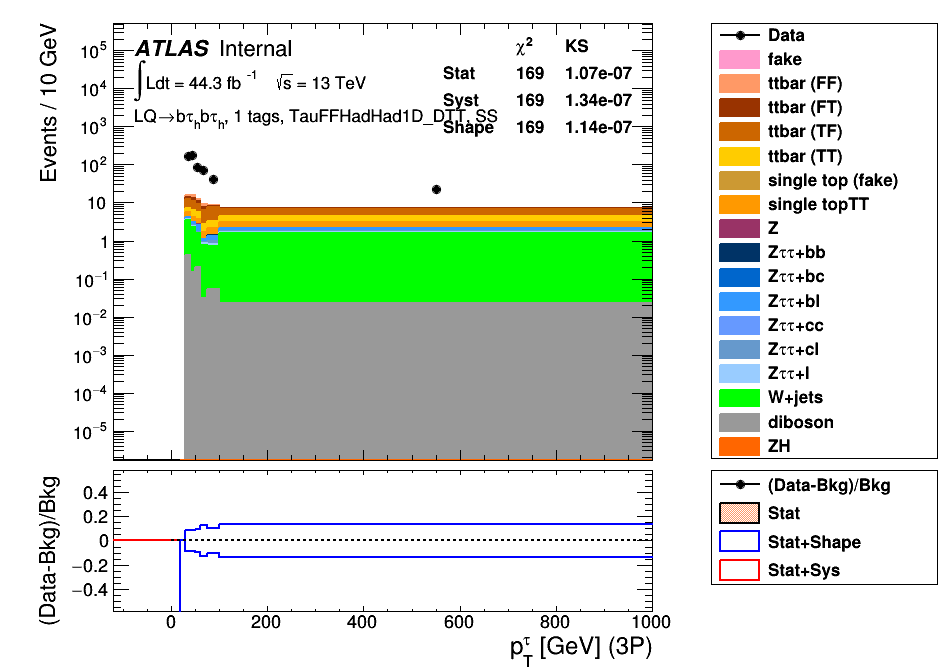 ATLAS Internal
∫Ldt = 44.3 fb⁻¹ √s = 13 TeV
LQ→bτₕbτₕ, 1 tags, TauFFHadHad1D_DTT, SS
χ² KS
Stat 169 1.07e-07
Syst 169 1.34e-07
Shape 169 1.14e-07
Events / 10 GeV
10⁵
10⁴
10³
10²
10
1
10⁻¹
10⁻²
10⁻³
10⁻⁴
10⁻⁵
Data
fake
ttbar (FF)
ttbar (FT)
ttbar (TF)
ttbar (TT)
single top (fake)
single topTT
Z
Zττ+bb
Zττ+bc
Zττ+bl
Zττ+cc
Zττ+cl
Zττ+l
W+jets
diboson
ZH
(Data-Bkg)/Bkg
0.4
0.2
0
−0.2
−0.4
0 200 400 600 800 1000
p_T^τ [GeV] (3P)
(Data-Bkg)/Bkg
Stat
Stat+Shape
Stat+Sys